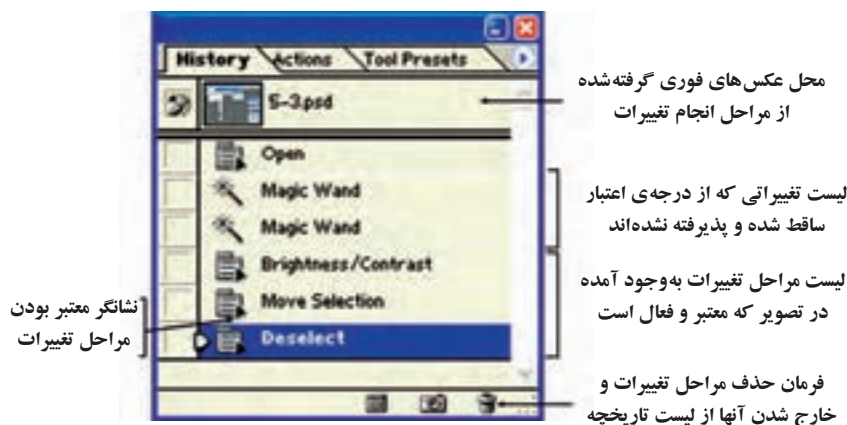 History Actions Tool Presets
5-3.psd
Open
Magic Wand
Magic Wand
Brightness/Contrast
Move Selection
Deselect
محل عکس‌های فوری گرفته‌شده
از مراحل انجام تغییرات
لیست تغییراتی که از درجه‌ی اعتبار
ساقط شده و پذیرفته نشده‌اند
لیست مراحل تغییرات به‌وجود آمده
در تصویر که معتبر و فعال است
نشانگر معتبر بودن
مراحل تغییرات
فرمان حذف مراحل تغییرات و
خارج شدن آنها از لیست تاریخچه